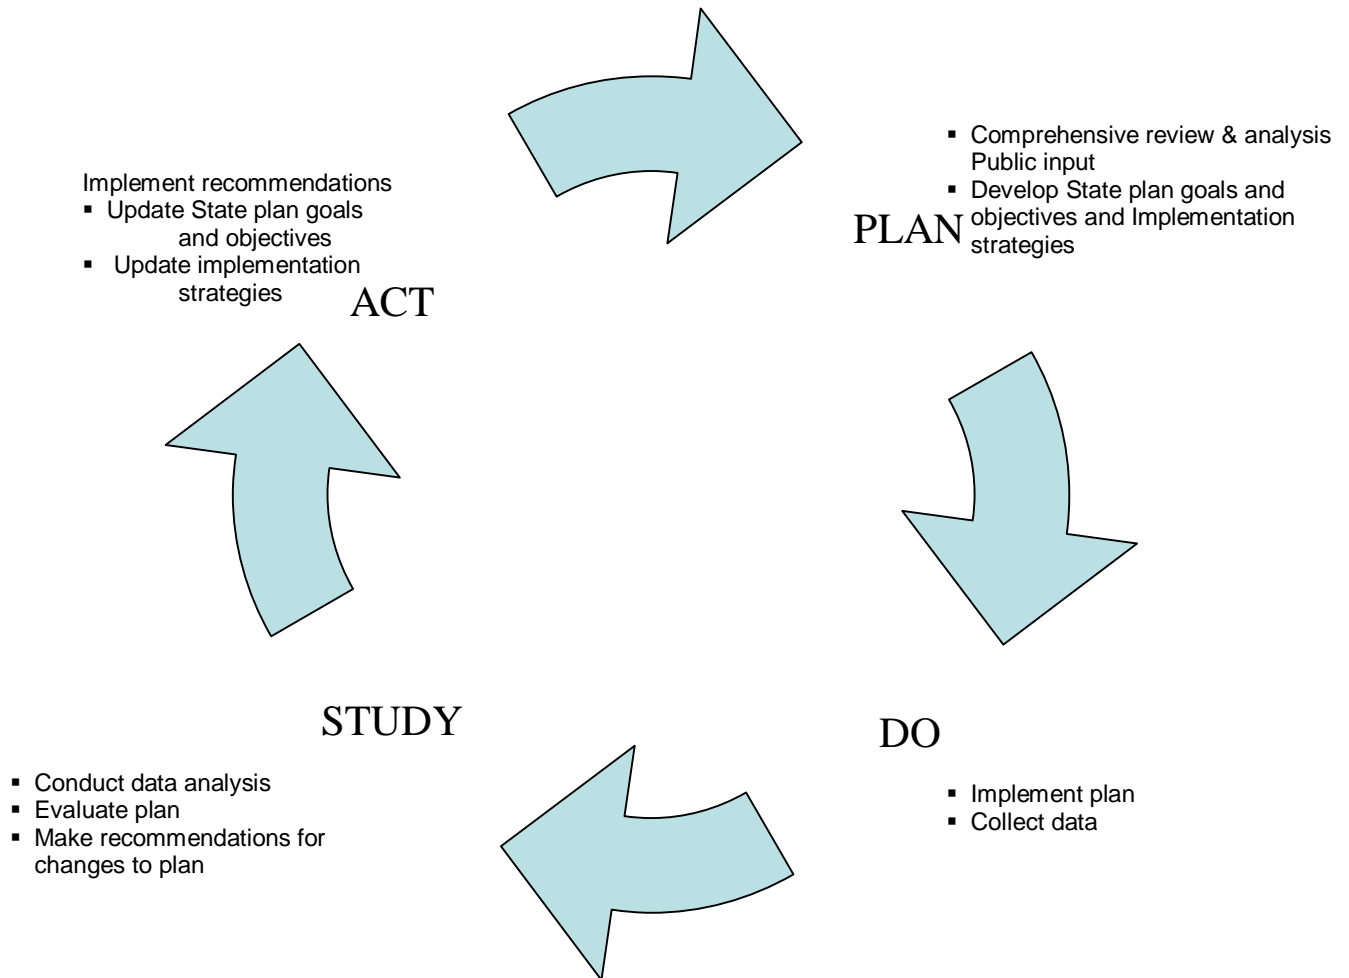 ▪ Comprehensive review & analysis
Public input
▪ Develop State plan goals and
▪ objectives and Implementation
strategies
PLAN
DO
▪ Implement plan
▪ Collect data
STUDY
▪ Conduct data analysis
▪ Evaluate plan
▪ Make recommendations for
changes to plan
Implement recommendations
▪ Update State plan goals
and objectives
▪ Update implementation
strategies
ACT